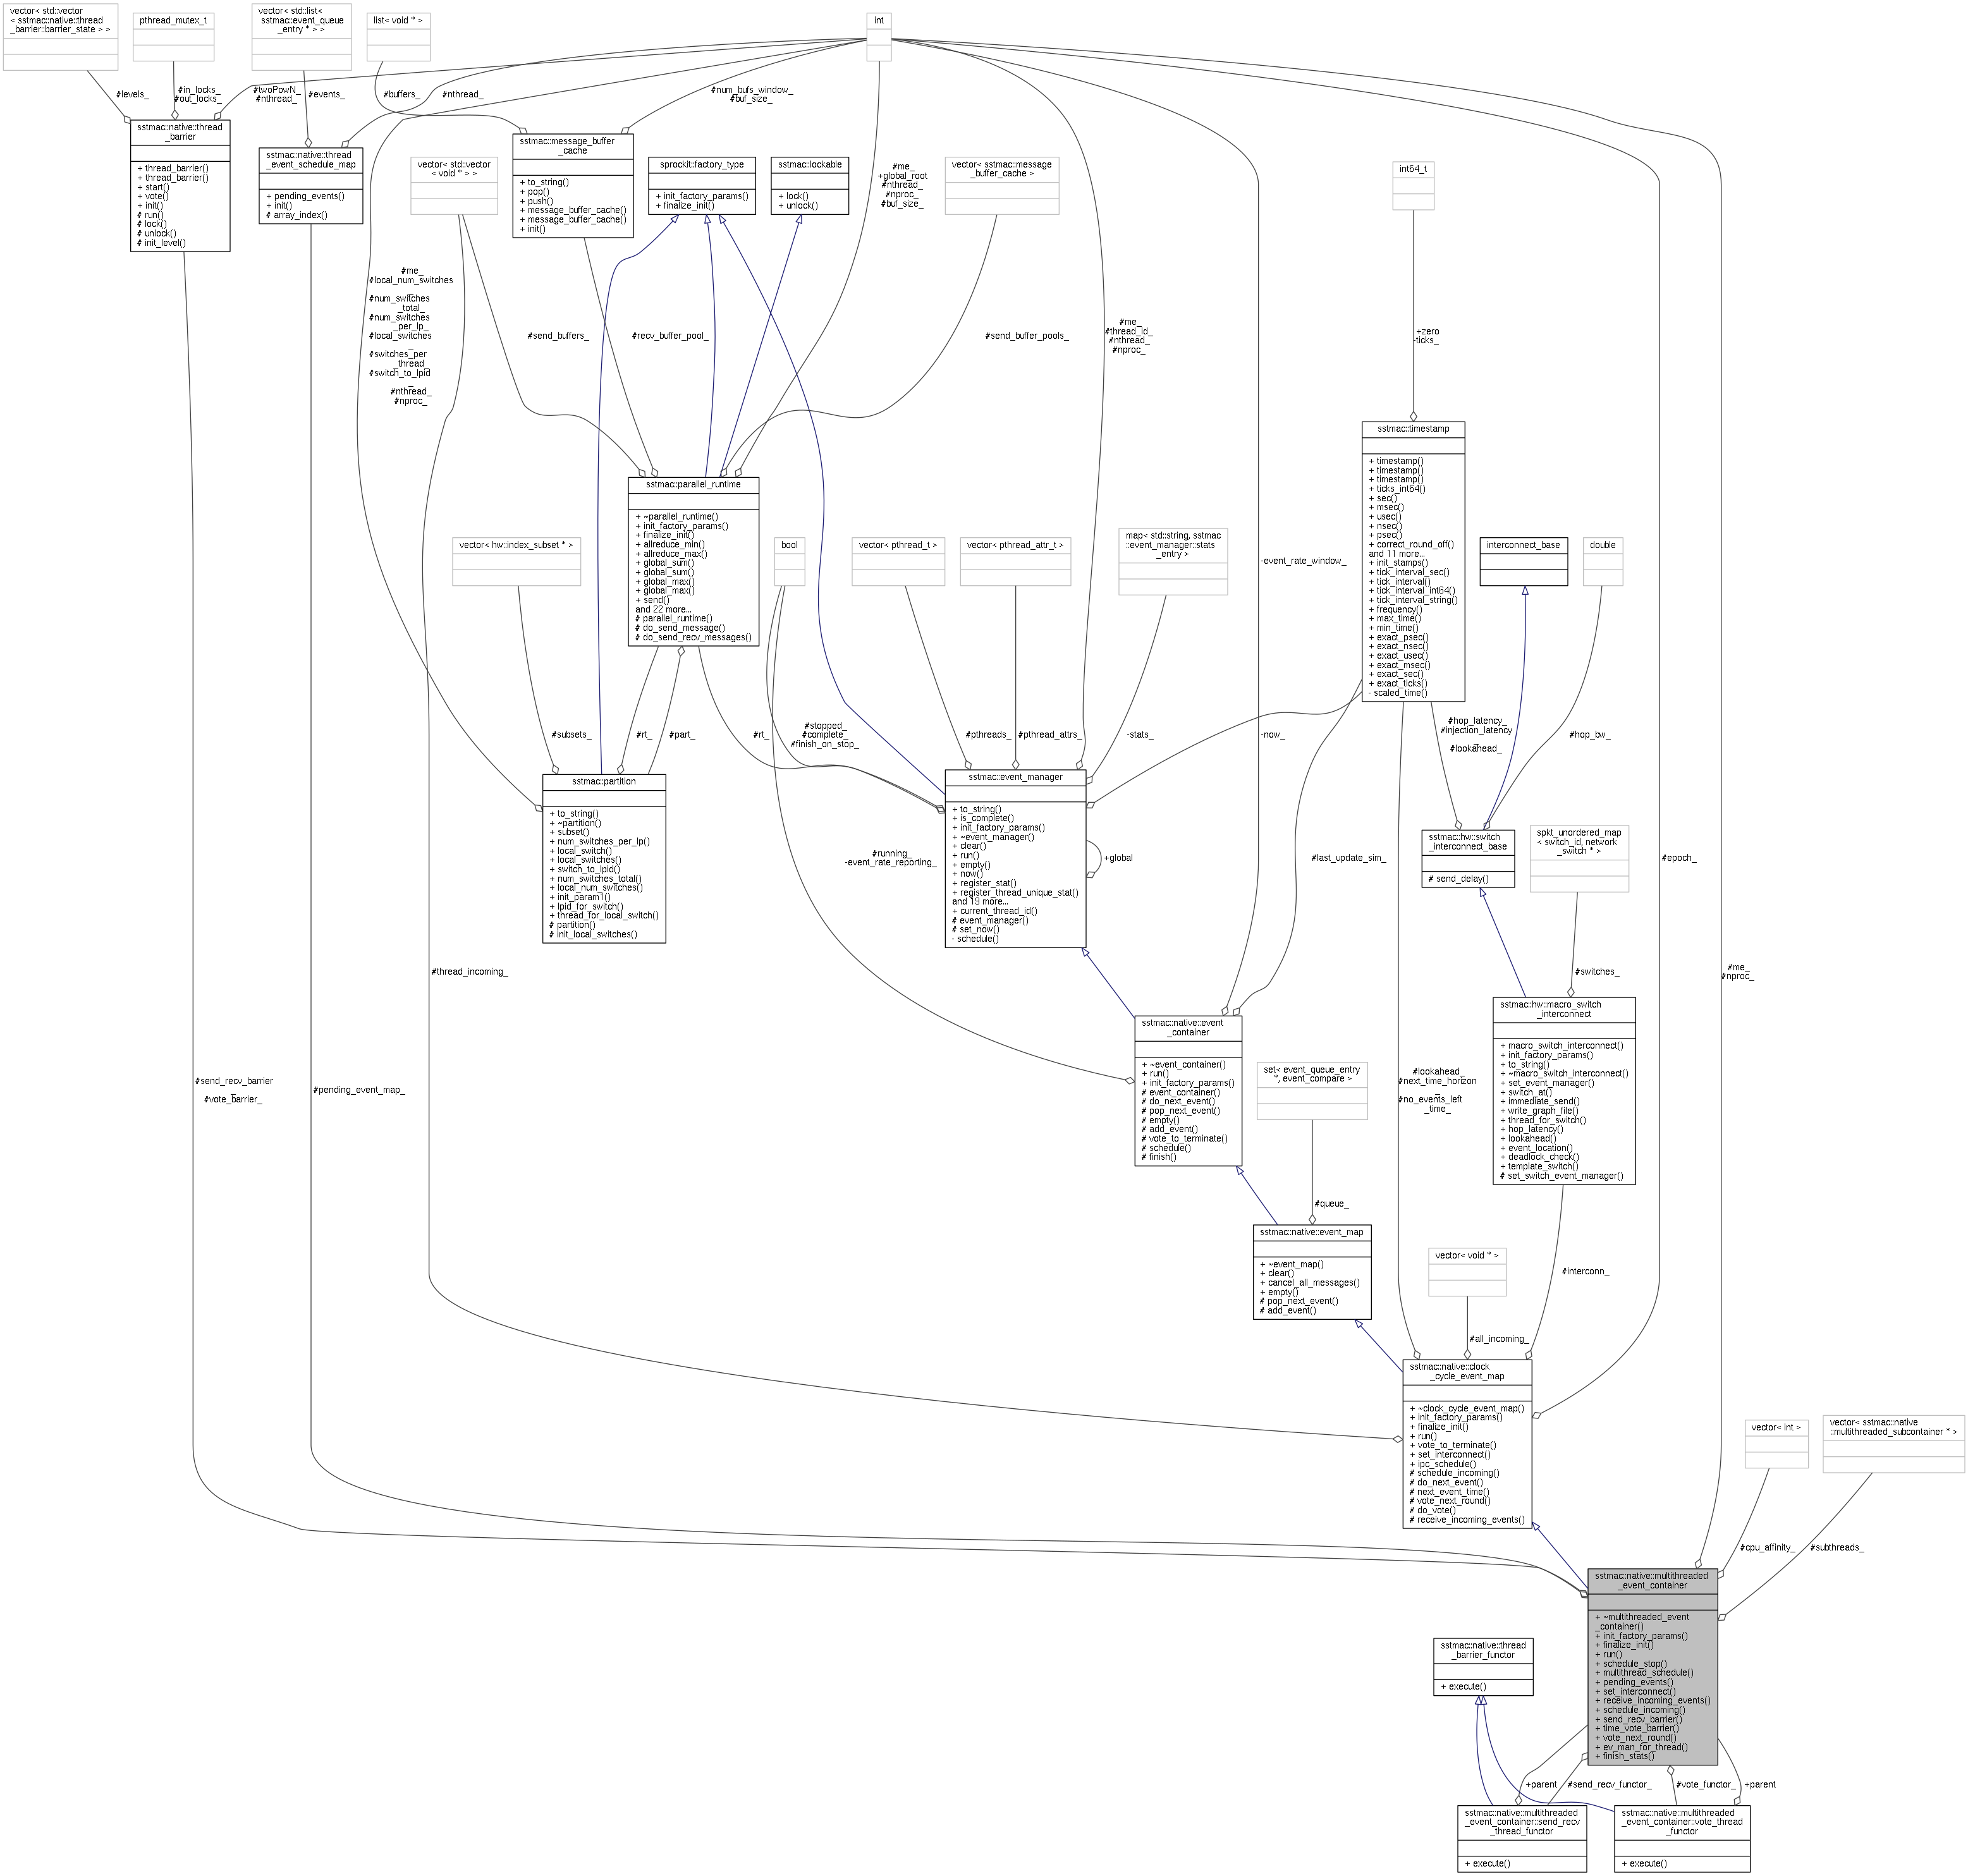 vector< std::vector
< sstmac::native::thread
_barrier::barrier_state > >
pthread_mutex_t
vector< std::list<
sstmac::event_queue
_entry * > >
list< void * >
int
#levels_
#in_locks_
#out_locks_
#twoPowN_
#nthread_
#events_
#nthread_
#buffers_
#num_bufs_window_
#buf_size_
sstmac::native::thread
_barrier
+ thread_barrier()
+ thread_barrier()
+ start()
+ vote()
+ init()
# run()
# lock()
# unlock()
# init_level()
sstmac::native::thread
_event_schedule_map
+ pending_events()
+ init()
# array_index()
vector< std::vector
< void * > >
sstmac::message_buffer
_cache
+ to_string()
+ pop()
+ push()
+ message_buffer_cache()
+ message_buffer_cache()
+ init()
sprockit::factory_type
+ init_factory_params()
+ finalize_init()
sstmac::lockable
+ lock()
+ unlock()
#me_
+global_root
#nthread_
#nproc_
#buf_size_
vector< sstmac::message
_buffer_cache >
int64_t
#me_
#local_num_switches
_
#num_switches
_total_
#num_switches
_per_lp_
#local_switches
_
#switches_per
_thread_
#switch_to_lpid
_
#nthread_
#nproc_
#send_buffers_
#recv_buffer_pool_
#send_buffer_pools_
#me_
#thread_id_
#nthread_
#nproc_
+zero
-ticks_
sstmac::timestamp
+ timestamp()
+ timestamp()
+ timestamp()
+ ticks_int64()
+ sec()
+ msec()
+ usec()
+ nsec()
+ psec()
+ correct_round_off()
and 11 more...
+ init_stamps()
+ tick_interval_sec()
+ tick_interval()
+ tick_interval_int64()
+ tick_interval_string()
+ frequency()
+ max_time()
+ min_time()
+ exact_psec()
+ exact_nsec()
+ exact_usec()
+ exact_msec()
+ exact_sec()
+ exact_ticks()
- scaled_time()
sstmac::parallel_runtime
+ ~parallel_runtime()
+ init_factory_params()
+ finalize_init()
+ allreduce_min()
+ allreduce_max()
+ global_sum()
+ global_sum()
+ global_max()
+ global_max()
+ send()
and 22 more...
# parallel_runtime()
# do_send_message()
# do_send_recv_messages()
vector< hw::index_subset * >
bool
vector< pthread_t >
vector< pthread_attr_t >
map< std::string, sstmac
::event_manager::stats
_entry >
-event_rate_window_
interconnect_base
double
#subsets_
#rt_
#part_
#rt_
#stopped_
#complete_
#finish_on_stop_
#pthreads_
#pthread_attrs_
-stats_
-now_
#hop_latency_
#injection_latency
_
#lookahead_
#hop_bw_
sstmac::partition
+ to_string()
+ ~partition()
+ subset()
+ num_switches_per_lp()
+ local_switch()
+ local_switches()
+ switch_to_lpid()
+ num_switches_total()
+ local_num_switches()
+ init_param1()
+ lpid_for_switch()
+ thread_for_local_switch()
# partition()
# init_local_switches()
sstmac::event_manager
+ to_string()
+ is_complete()
+ init_factory_params()
+ ~event_manager()
+ clear()
+ run()
+ empty()
+ now()
+ register_stat()
+ register_thread_unique_stat()
and 19 more...
+ current_thread_id()
# event_manager()
# set_now()
- schedule()
+global
#running_
-event_rate_reporting_
#last_update_sim_
sstmac::hw::switch
_interconnect_base
# send_delay()
spkt_unordered_map
< switch_id, network
_switch * >
#epoch_
#thread_incoming_
#switches_
#me_
#nproc_
sstmac::hw::macro_switch
_interconnect
+ macro_switch_interconnect()
+ init_factory_params()
+ to_string()
+ ~macro_switch_interconnect()
+ set_event_manager()
+ switch_at()
+ immediate_send()
+ write_graph_file()
+ thread_for_switch()
+ hop_latency()
+ lookahead()
+ event_location()
+ deadlock_check()
+ template_switch()
# set_switch_event_manager()
sstmac::native::event
_container
+ ~event_container()
+ run()
+ init_factory_params()
# event_container()
# do_next_event()
# pop_next_event()
# empty()
# add_event()
# vote_to_terminate()
# schedule()
# finish()
#send_recv_barrier
_
#vote_barrier_
#pending_event_map_
set< event_queue_entry
*, event_compare >
#lookahead_
#next_time_horizon
_
#no_events_left
_time_
#queue_
sstmac::native::event_map
+ ~event_map()
+ clear()
+ cancel_all_messages()
+ empty()
# pop_next_event()
# add_event()
vector< void * >
#interconn_
#all_incoming_
sstmac::native::clock
_cycle_event_map
+ ~clock_cycle_event_map()
+ init_factory_params()
+ finalize_init()
+ run()
+ vote_to_terminate()
+ set_interconnect()
+ ipc_schedule()
# schedule_incoming()
# do_next_event()
# next_event_time()
# vote_next_round()
# do_vote()
# receive_incoming_events()
vector< int >
vector< sstmac::native
::multithreaded_subcontainer * >
#cpu_affinity_
#subthreads_
sstmac::native::multithreaded
_event_container
+ ~multithreaded_event
_container()
+ init_factory_params()
+ finalize_init()
+ run()
+ schedule_stop()
+ multithread_schedule()
+ pending_events()
+ set_interconnect()
+ receive_incoming_events()
+ schedule_incoming()
+ send_recv_barrier()
+ time_vote_barrier()
+ vote_next_round()
+ ev_man_for_thread()
+ finish_stats()
sstmac::native::thread
_barrier_functor
+ execute()
+parent
#send_recv_functor_
#vote_functor_
+parent
sstmac::native::multithreaded
_event_container::send_recv
_thread_functor
+ execute()
sstmac::native::multithreaded
_event_container::vote_thread
_functor
+ execute()